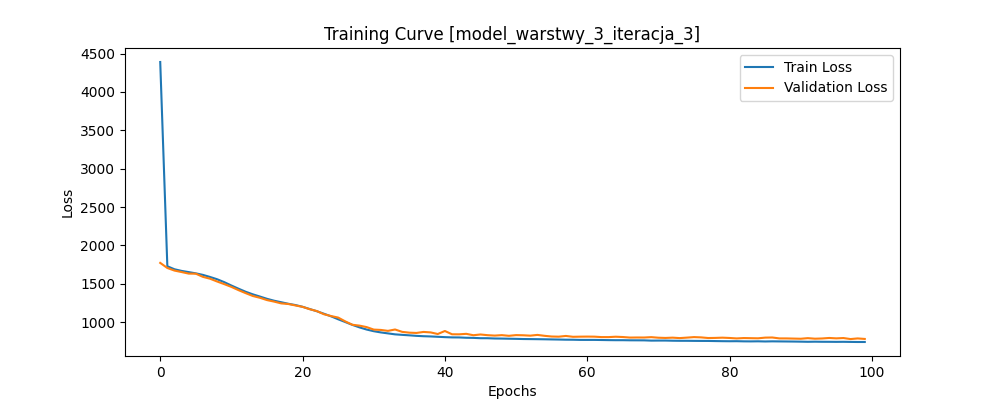 Training Curve [model_warstwy_3_iteracja_3]
4500
4000
3500
3000
2500
2000
1500
1000
Loss
Train Loss
Validation Loss
0 20 40 60 80 100
Epochs